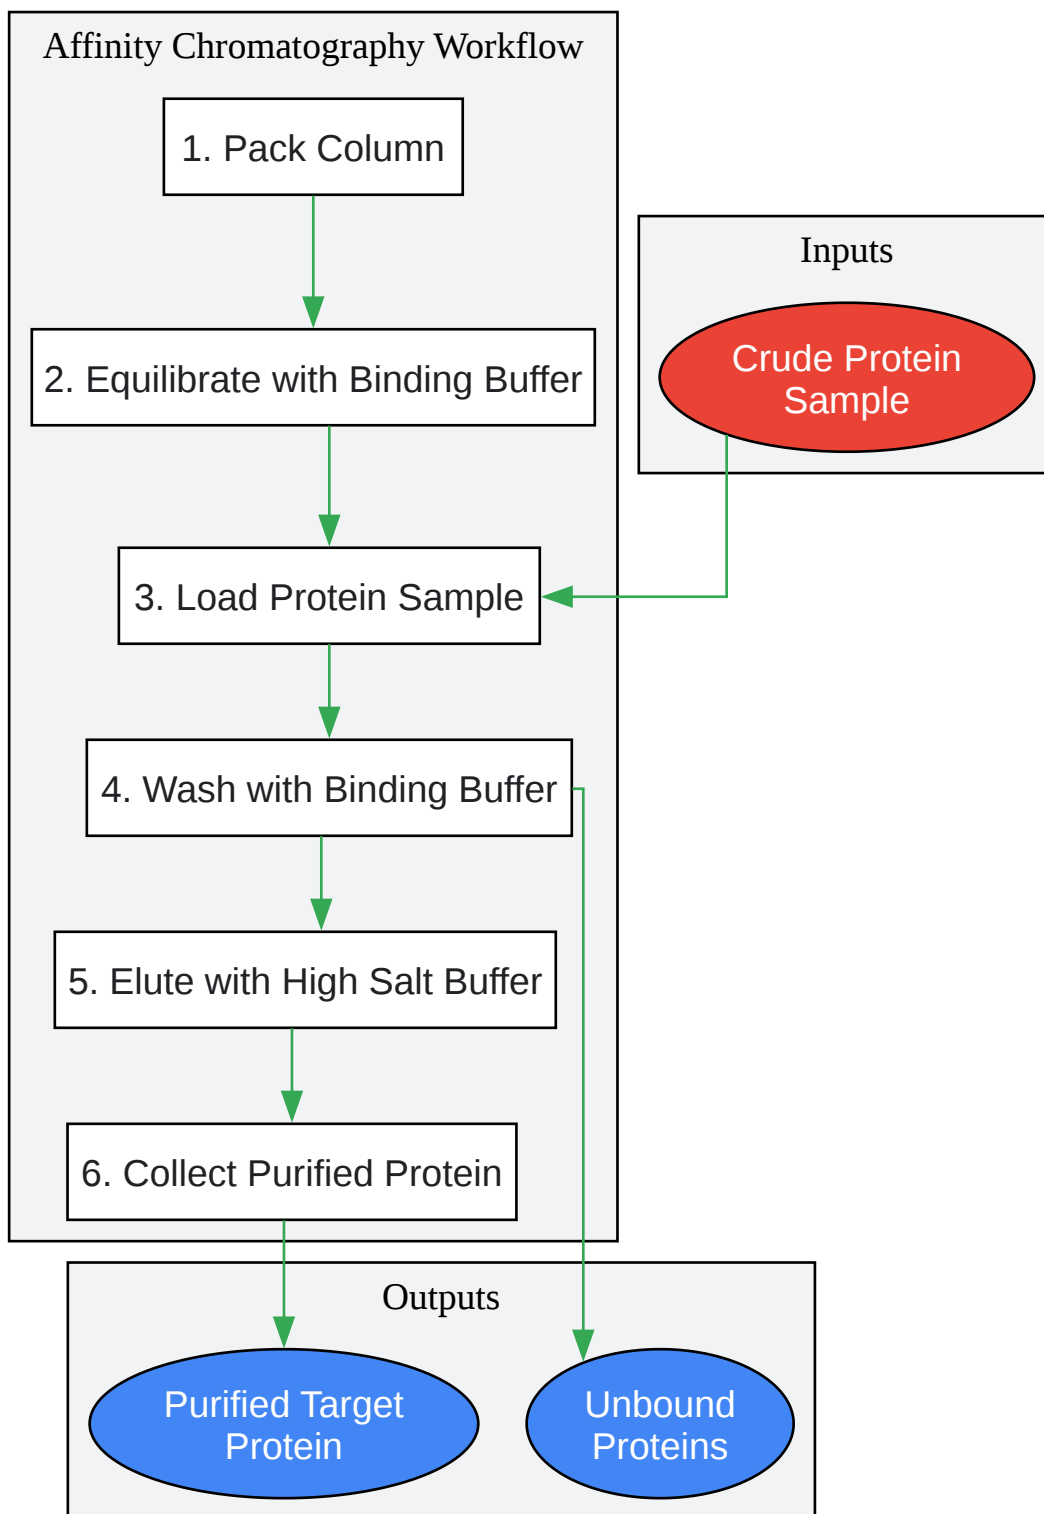 Affinity Chromatography Workflow
1. Pack Column
2. Equilibrate with Binding Buffer
Inputs
Crude Protein
Sample
3. Load Protein Sample
4. Wash with Binding Buffer
5. Elute with High Salt Buffer
6. Collect Purified Protein
Outputs
Purified Target
Protein
Unbound
Proteins